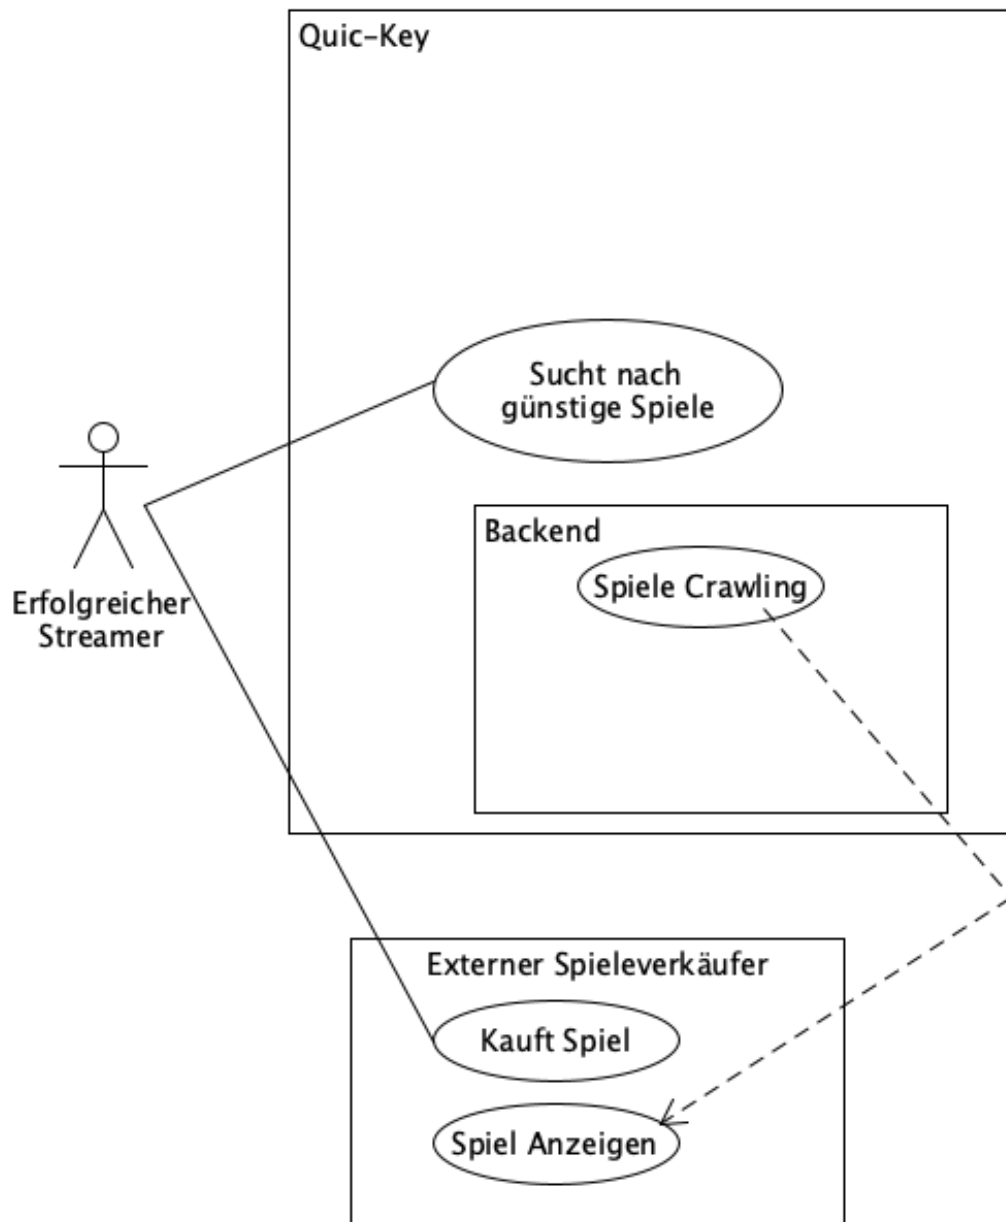 Quic-Key
Sucht nach
günstige Spiele
Backend
Spiele Crawling
Erfolgreicher
Streamer
Externer Spieleverkäufer
Kauft Spiel
Spiel Anzeigen